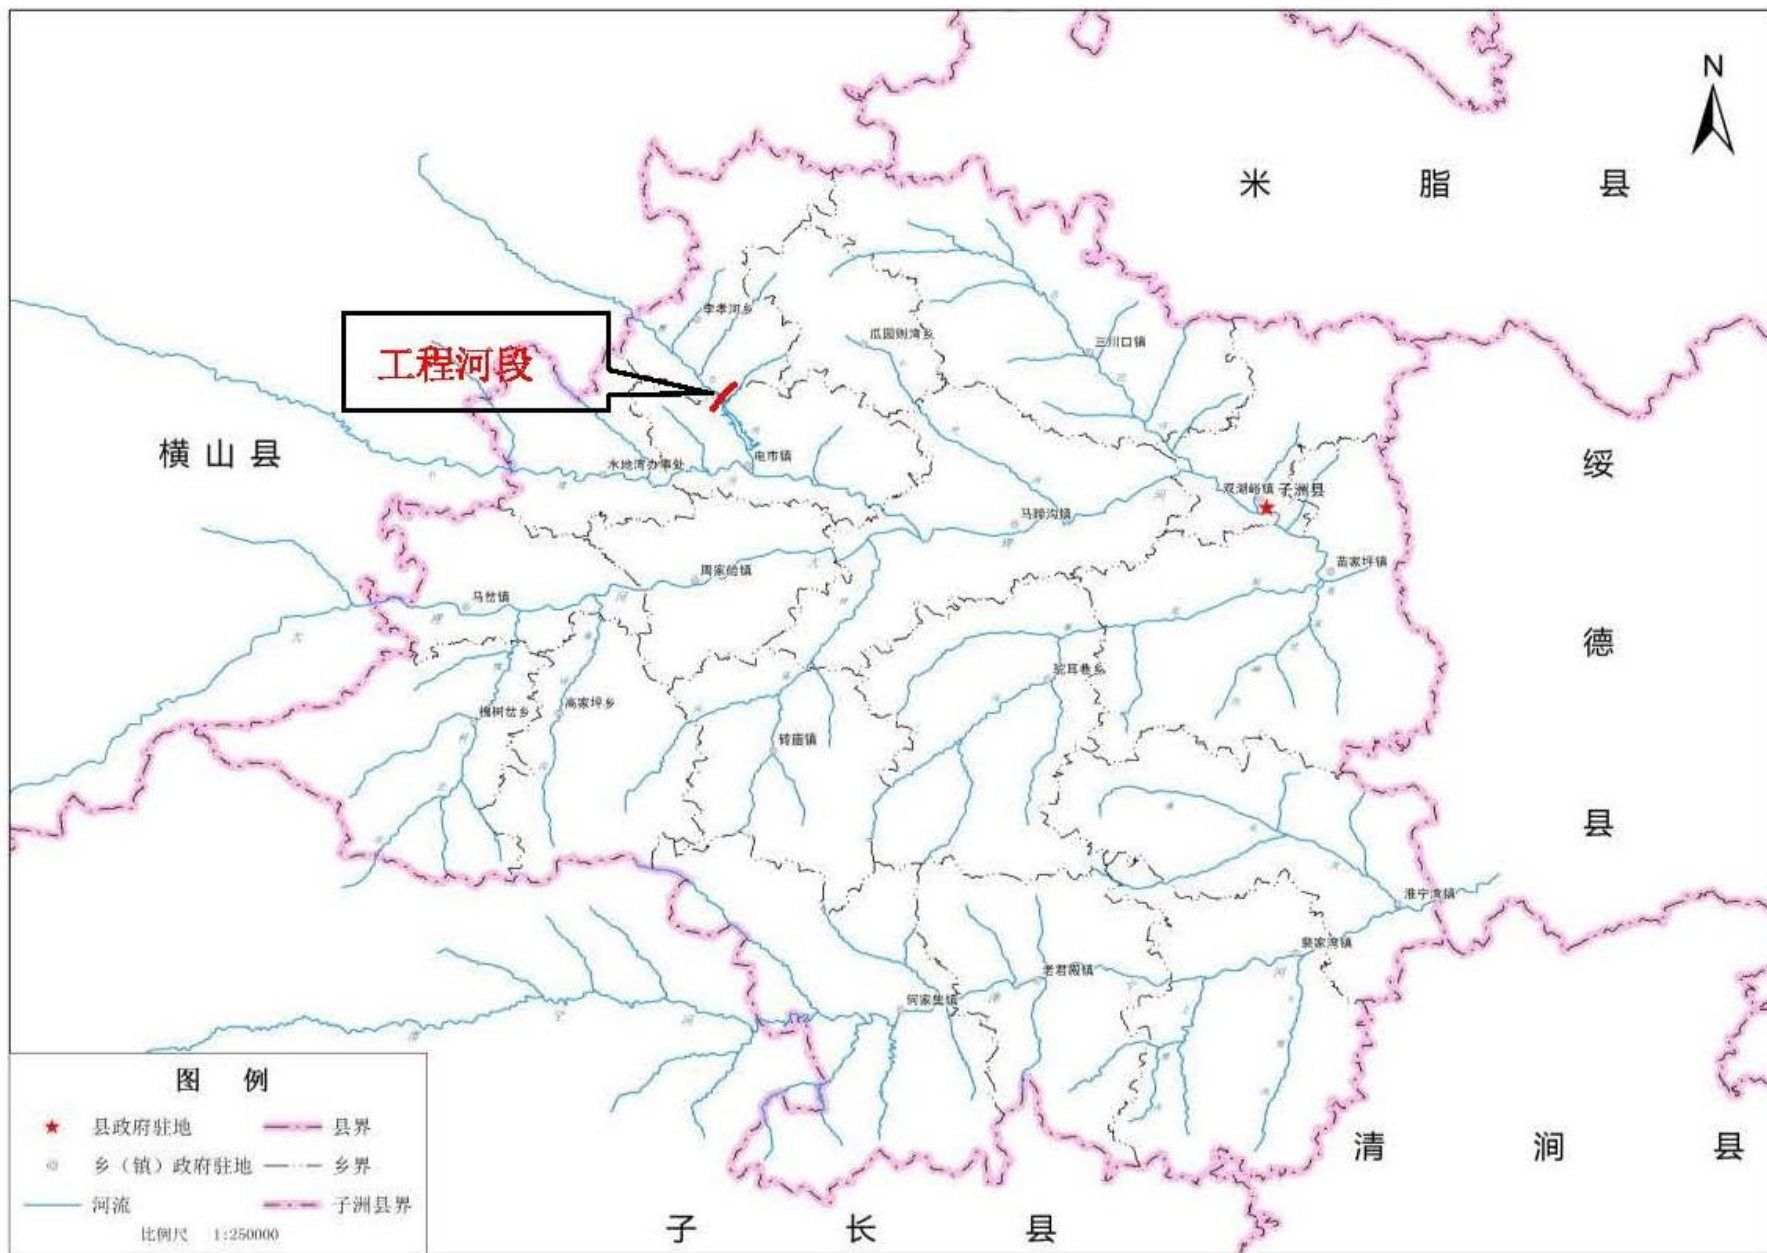 N
米 脂 县
李孝河乡
瓜园则湾乡
三川口镇
工程河段
横山县
绥
德
县
水地湾办事处
电市镇
双湖峪镇
子洲县
马蹄沟镇
苗家坪镇
周家硷镇
马岔镇
驼耳巷乡
槐树岔乡
高家坪乡
砖庙镇
淮宁湾镇
裴家湾镇
老君殿镇
何家集镇
图 例
县政府驻地
县界
乡（镇）政府驻地
乡界
河流
子洲县界
比例尺 1:250000
清 涧 县
子 长 县